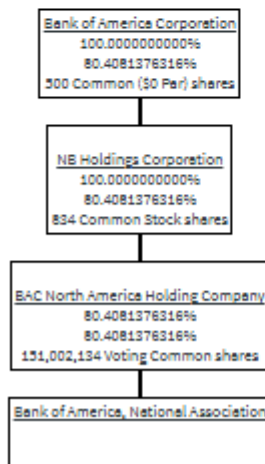 Bank of America Corporation
100.0000000000%
80.4081376316%
500 Common ($0 Par) shares
NB Holdings Corporation
100.0000000000%
80.4081376316%
834 Common Stock shares
BAC North America Holding Company
80.4081376316%
80.4081376316%
151,002,134 Voting Common shares
Bank of America, National Association